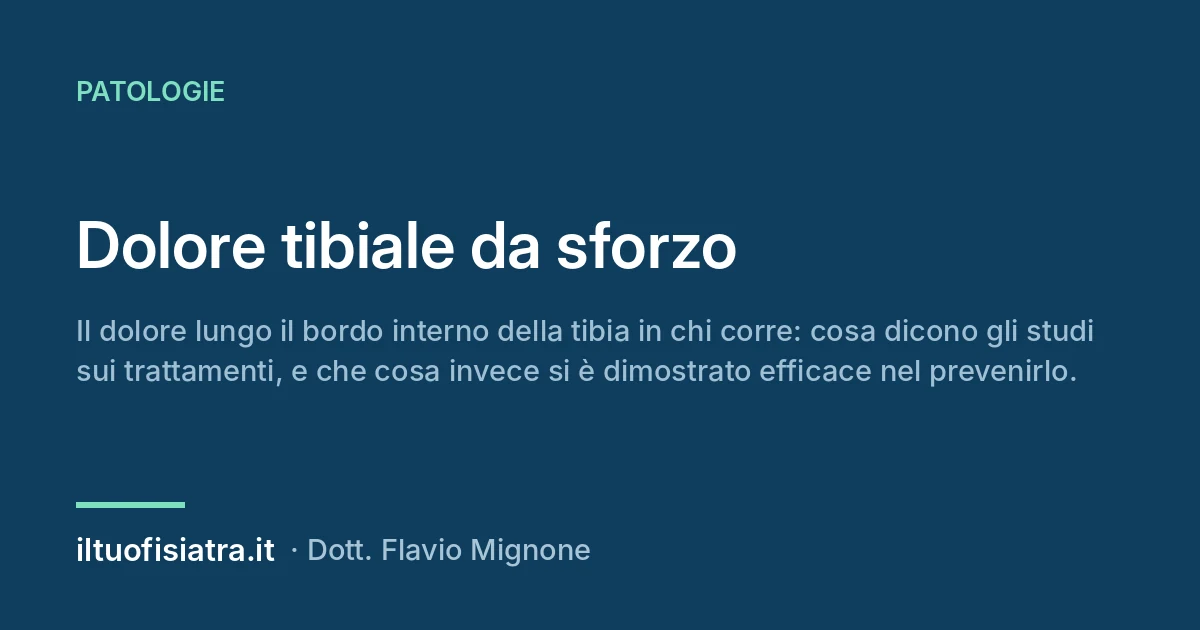 PATOLOGIE
Dolore tibiale da sforzo
Il dolore lungo il bordo interno della tibia in chi corre: cosa dicono gli studi
sui trattamenti, e che cosa invece si è dimostrato efficace nel prevenirlo.
iltuofisiatra.it · Dott. Flavio Mignone